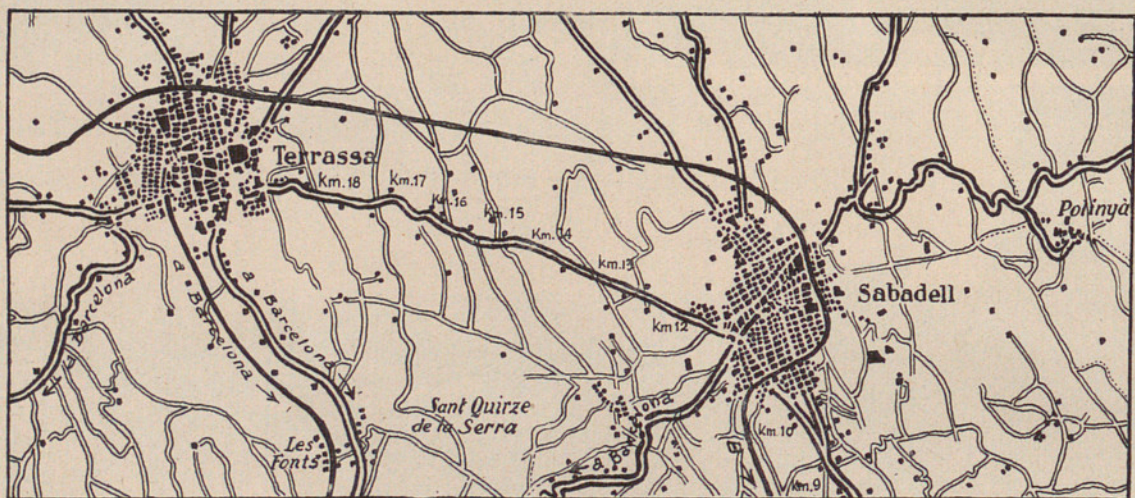 Terrassa
Km. 18
Km. 17
Km. 16
Km. 15
Km. 14
Km. 13
Km 12
Sabadell
Polinyà
a Barcelona
a Barcelona
a Barcelona
Sant Quirze
de la Serra
Les
Fonts
a Barcelona
a
Km. 10
Km. 9